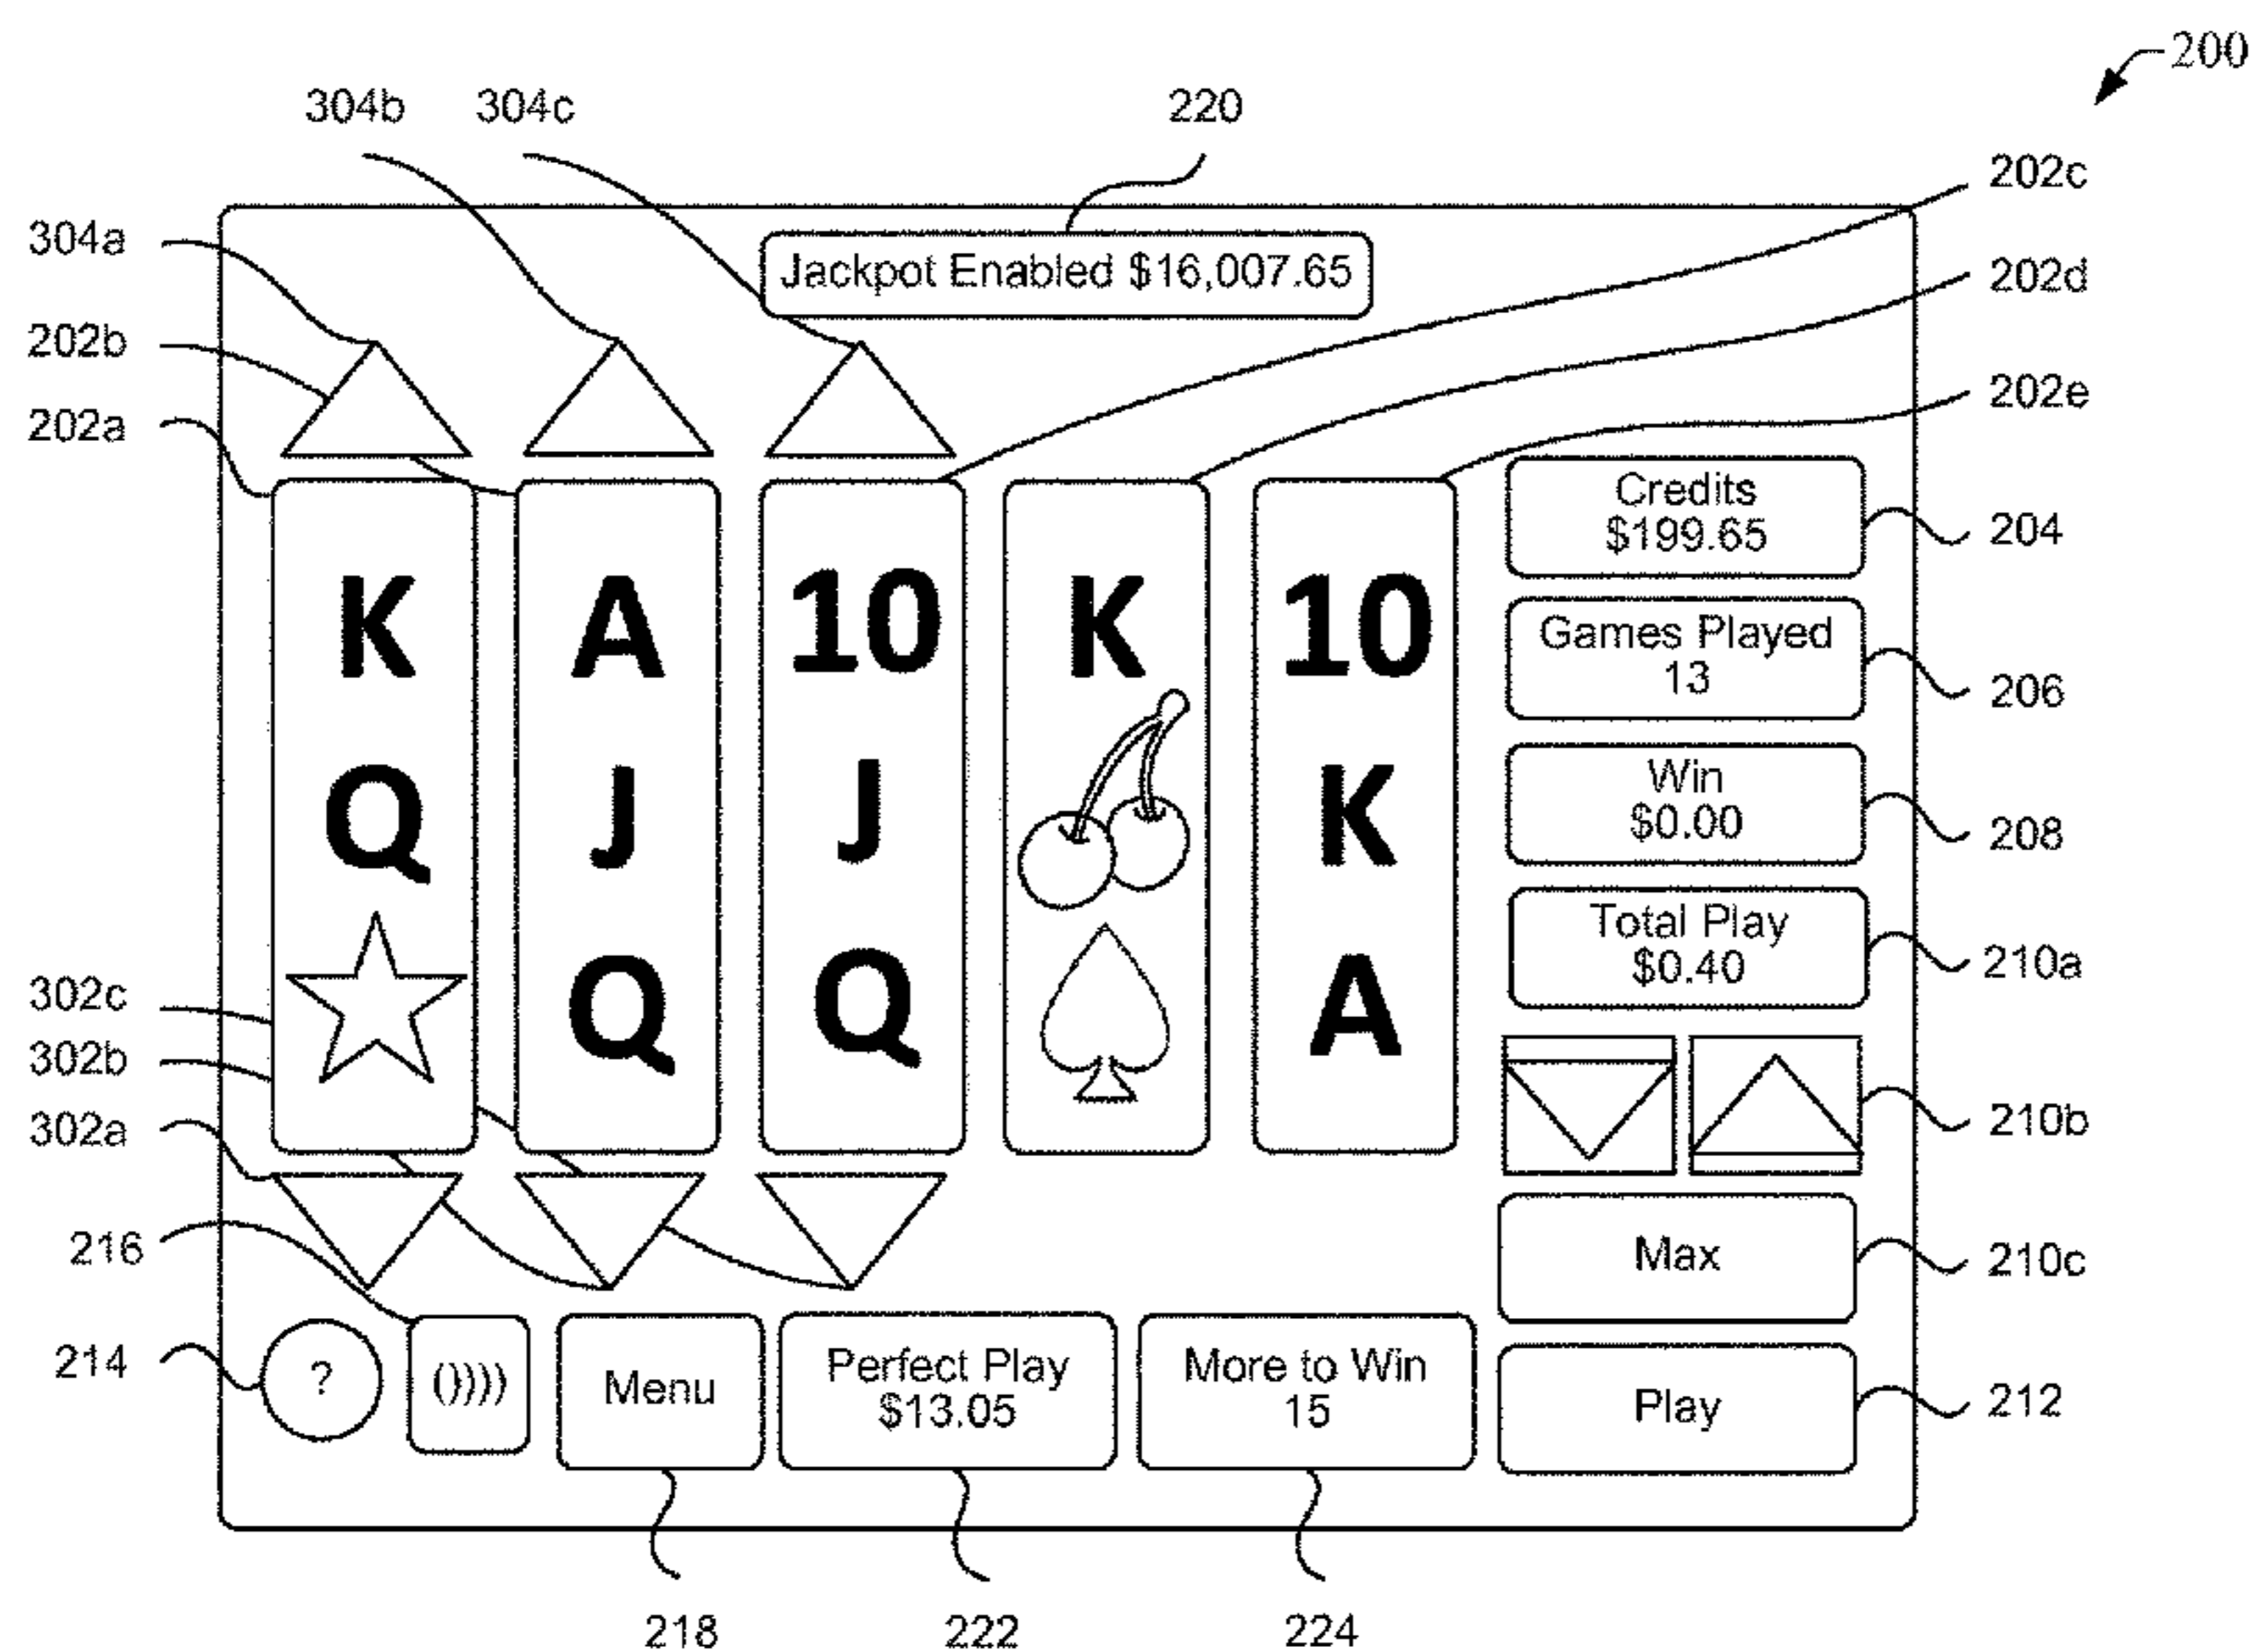 200
304b 304c 220
202c
304a
Jackpot Enabled $16,007.65
202d
202b
202e
202a
Credits
$199.65
204
K A 10 K 10
Games Played
13
206
Q J J K
Win
$0.00
208
Q Q A
Total Play
$0.40
210a
302c
302b
302a
210b
216
Max
210c
214
?
())))
Menu
Perfect Play
$13.05
More to Win
15
Play
212
218 222 224